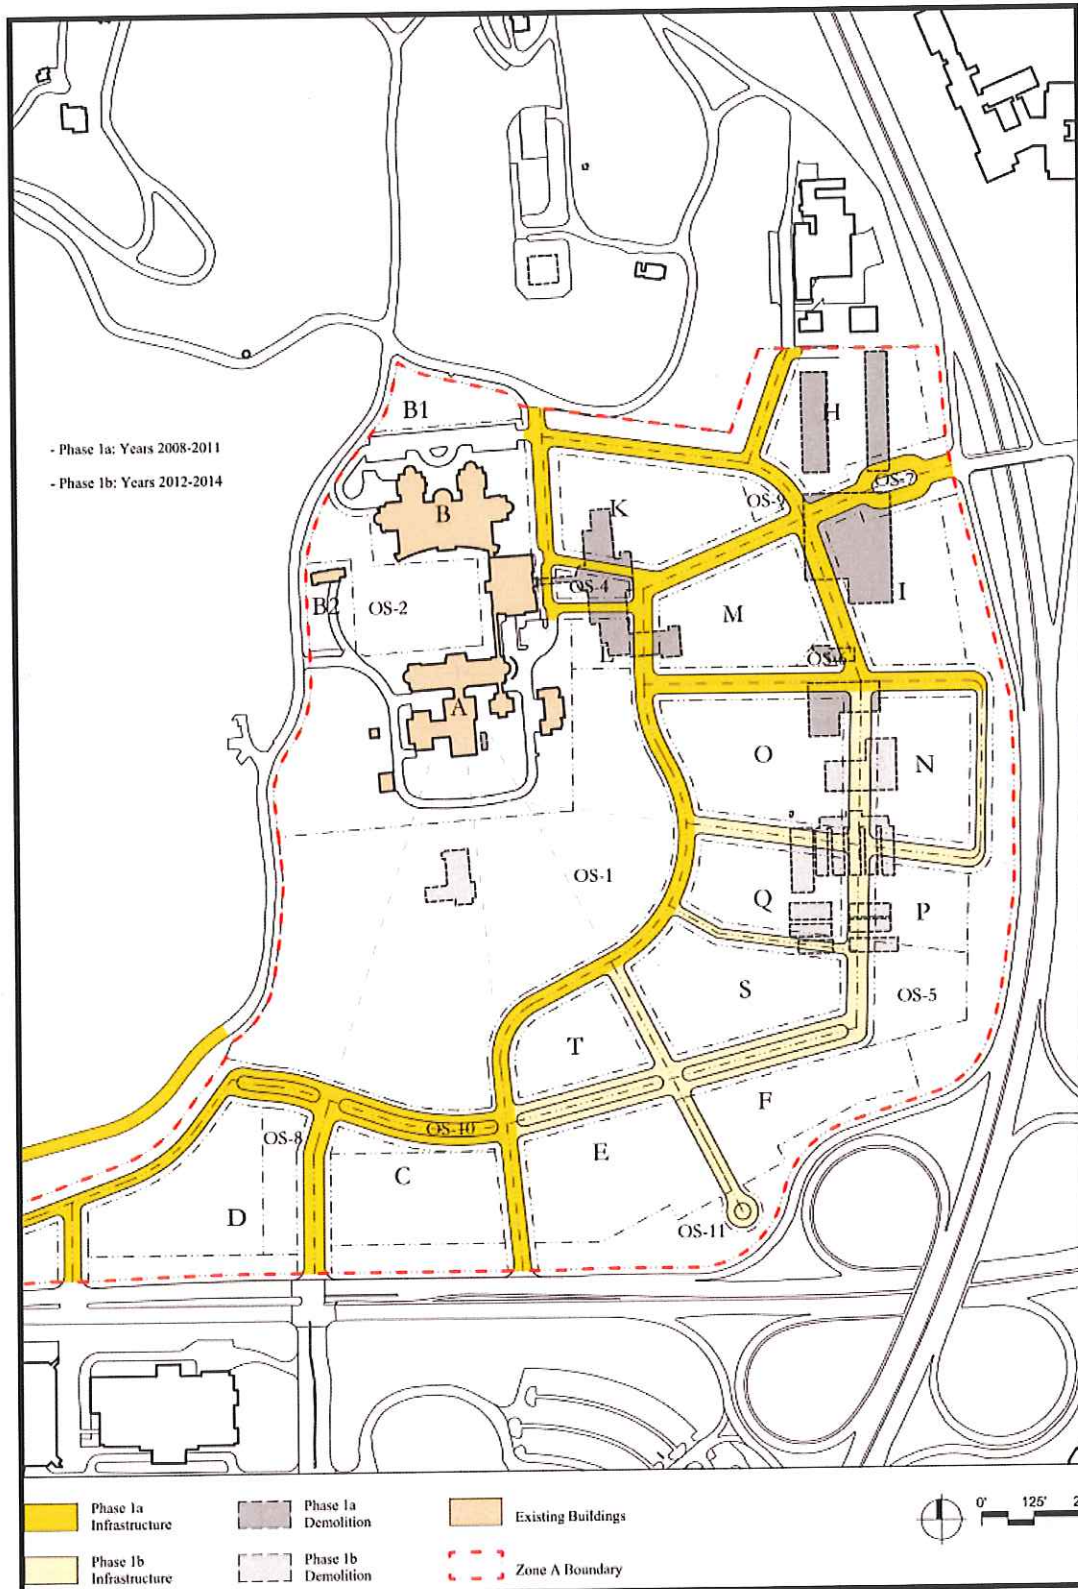 B1
- Phase 1a: Years 2008-2011
- Phase 1b: Years 2012-2014
H
OS-7
OS-9
K
B
OS-4
I
B2
OS-2
M
L
A
O
N
OS-1
Q
P
S
OS-5
T
F
OS-8
OS-10
E
C
D
OS-11
Phase 1a
Infrastructure
Phase 1a
Demolition
Existing Buildings
0'
125'
Phase 1b
Infrastructure
Phase 1b
Demolition
Zone A Boundary